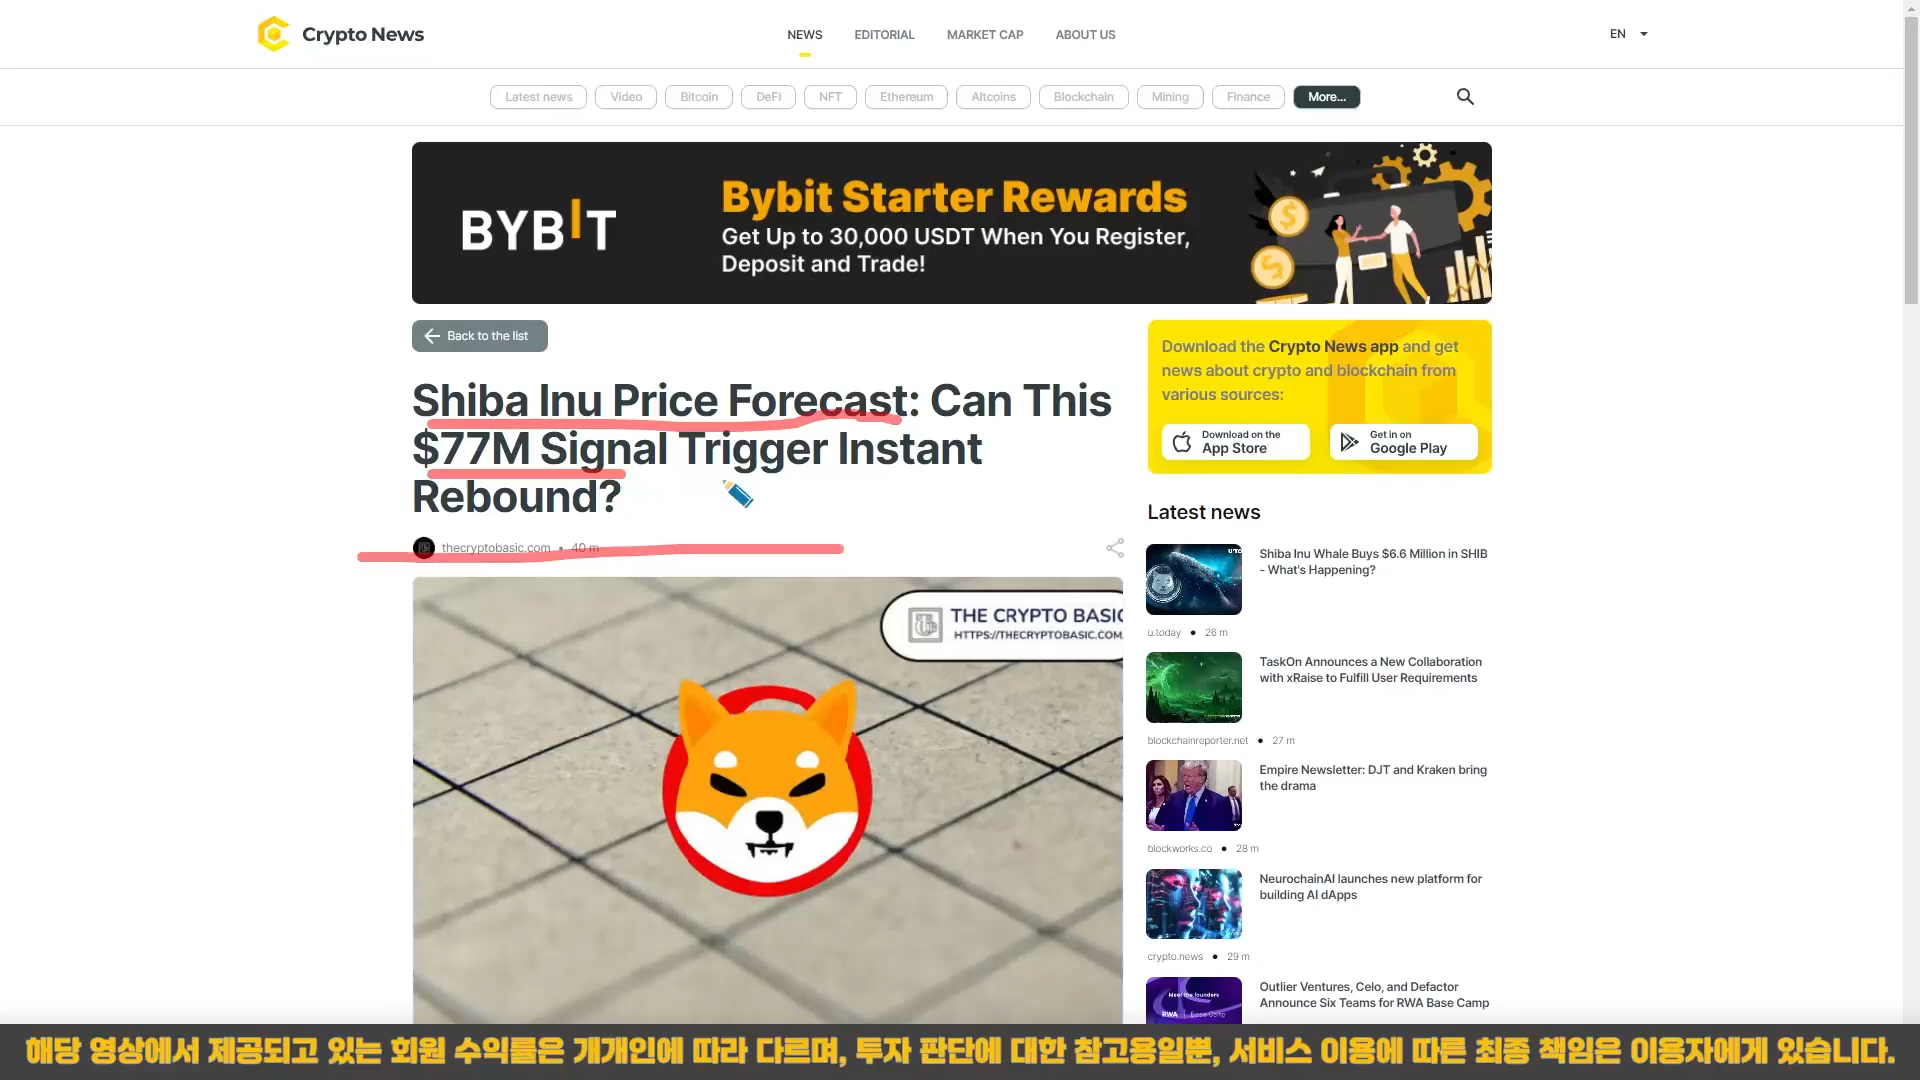 Crypto News
NEWS EDITORIAL MARKET CAP ABOUT US
EN
Latest news Video Bitcoin DeFi NFT Ethereum Altcoins Blockchain Mining Finance More...
BYBIT
Bybit Starter Rewards
Get Up to 30,000 USDT When You Register,
Deposit and Trade!
Back to the list
Shiba Inu Price Forecast: Can This
$77M Signal Trigger Instant
Rebound?
thecryptobasic.com • 40 m
THE CRYPTO BASIC
HTTPS://THECRYPTOBASIC.COM
Download the Crypto News app and get
news about crypto and blockchain from
various sources:
Download on the
App Store
Get it on
Google Play
Latest news
Shiba Inu Whale Buys $6.6 Million in SHIB
- What's Happening?
u.today • 26 m
TaskOn Announces a New Collaboration
with xRaise to Fulfill User Requirements
blockchainreporter.net • 27 m
Empire Newsletter: DJT and Kraken bring
the drama
blockworks.co • 28 m
NeurochainAI launches new platform for
building AI dApps
crypto.news • 29 m
Meet the founders
RWA Base Camp
Outlier Ventures, Celo, and Defactor
Announce Six Teams for RWA Base Camp
해당 영상에서 제공되고 있는 회원 수익률은 개개인에 따라 다르며, 투자 판단에 대한 참고용일뿐, 서비스 이용에 따른 최종 책임은 이용자에게 있습니다.